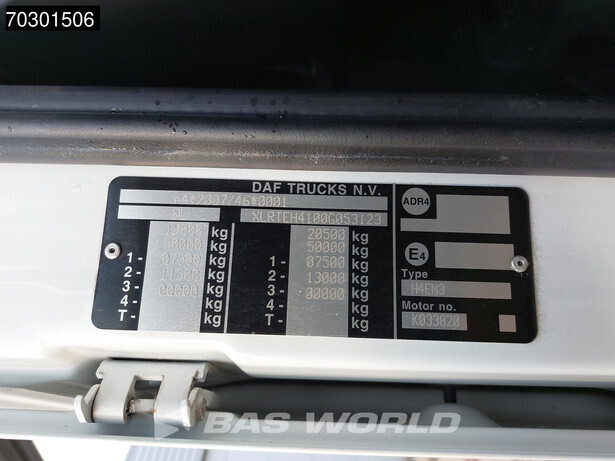 70301506
DAF TRUCKS N.V.
e4*2007/46*0001
NL XLRTEH4100G053123
19000 kg 20500 kg
50000 kg 50000 kg
1- 07500 kg 1- 07500 kg
2- 11500 kg 2- 13000 kg
3- 00000 kg 3- 00000 kg
4- kg 4- kg
T- kg T- kg
ADR4
E4
Type
H4EN3
Motor no.
K033820
BAS WORLD